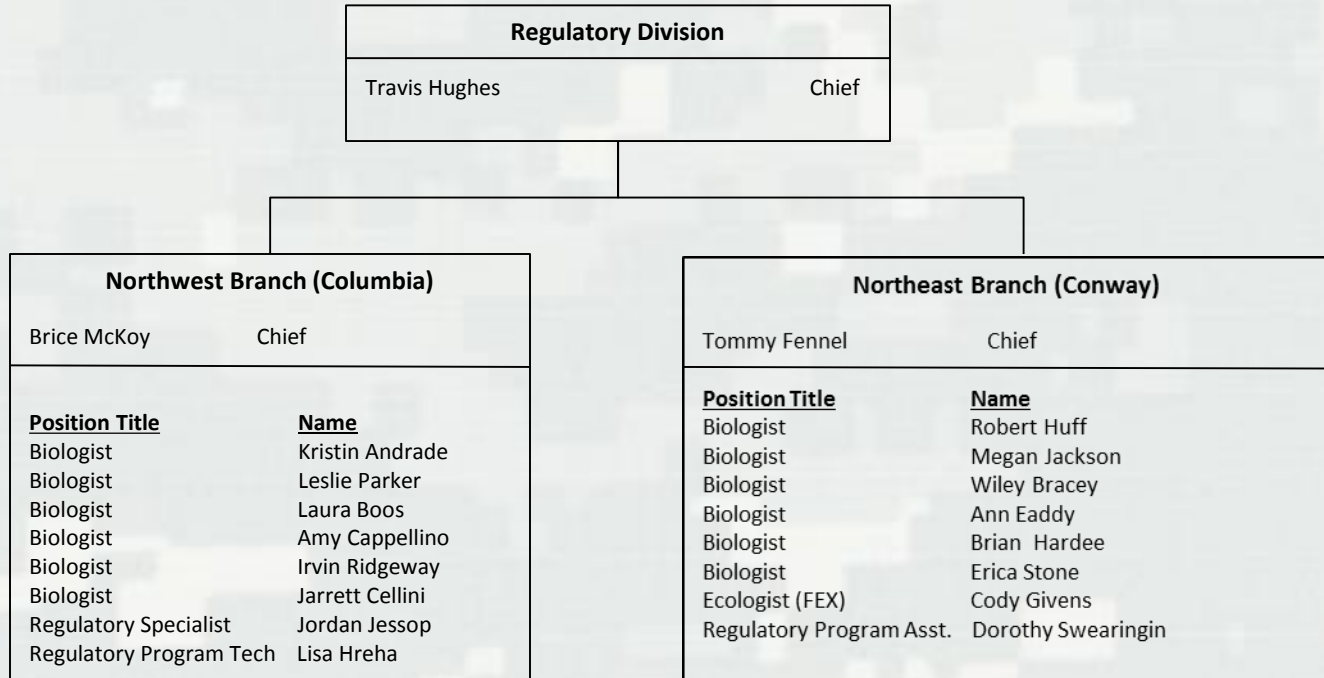 Regulatory Division
Travis Hughes Chief
Northwest Branch (Columbia)
Brice McKoy Chief
Position Title Name
Biologist Kristin Andrade
Biologist Leslie Parker
Biologist Laura Boos
Biologist Amy Cappellino
Biologist Irvin Ridgeway
Biologist Jarrett Cellini
Regulatory Specialist Jordan Jessop
Regulatory Program Tech Lisa Hreha
Northeast Branch (Conway)
Tommy Fennel Chief
Position Title Name
Biologist Robert Huff
Biologist Megan Jackson
Biologist Wiley Bracey
Biologist Ann Eaddy
Biologist Brian Hardee
Biologist Erica Stone
Ecologist (FEX) Cody Givens
Regulatory Program Asst. Dorothy Swearingin